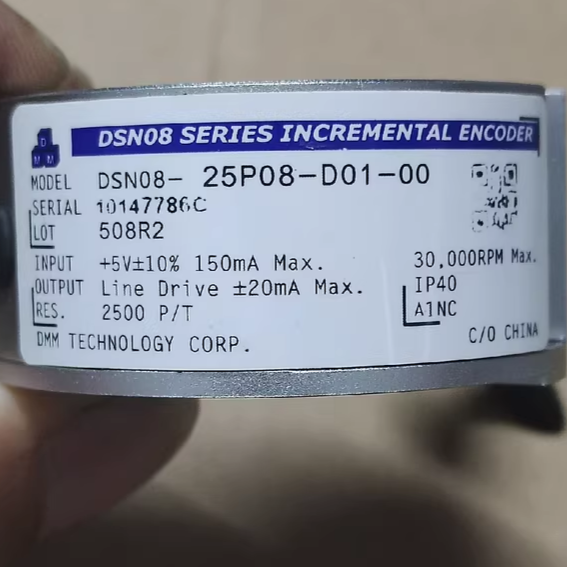 D
M M
DSN08 SERIES INCREMENTAL ENCODER
MODEL DSN08- 25P08-D01-00
SERIAL 10147786C
LOT 508R2
INPUT +5V±10% 150mA Max. 30,000RPM Max.
OUTPUT Line Drive ±20mA Max. IP40
RES. 2500 P/T A1NC
DMM TECHNOLOGY CORP. C/O CHINA